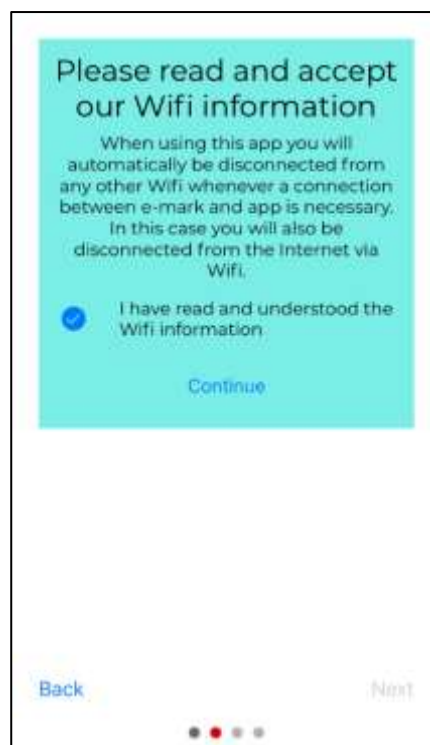 Please read and accept
our Wifi information
When using this app you will
automatically be disconnected from
any other Wifi whenever a connection
between e-mark and app is necessary.
In this case you will also be
disconnected from the Internet via
Wifi.
I have read and understood the
Wifi information
Continue
Back Next